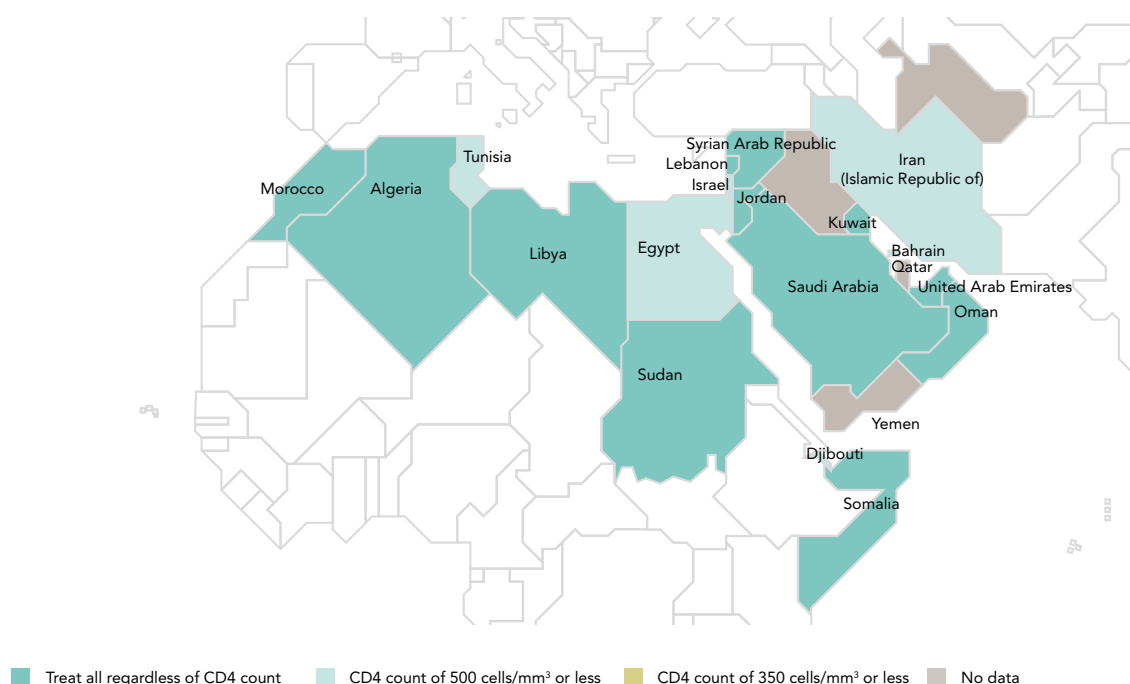 Syrian Arab Republic
Tunisia
Lebanon
Iran
(Islamic Republic of)
Israel
Morocco
Algeria
Jordan
Kuwait
Libya
Egypt
Bahrain
Qatar
Saudi Arabia
United Arab Emirates
Oman
Sudan
Yemen
Djibouti
Somalia
Treat all regardless of CD4 count
CD4 count of 500 cells/mm³ or less
CD4 count of 350 cells/mm³ or less
No data